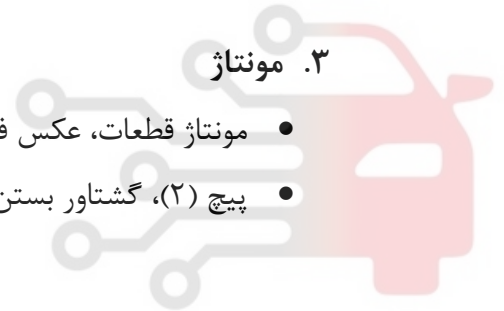 ۳. مونتاژ
• مونتاژ قطعات، عکس
• پیچ (۲)، گشتاور بستن